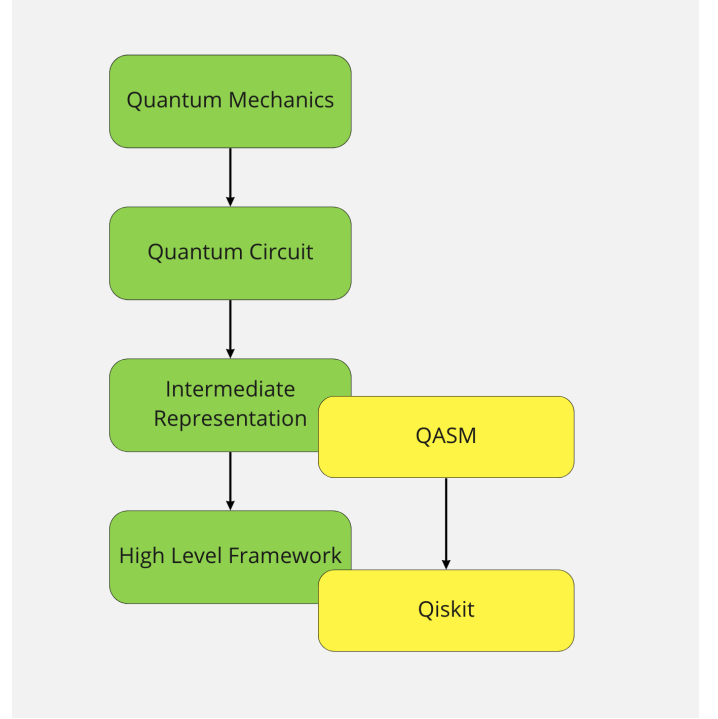 Quantum Mechanics
Quantum Circuit
Intermediate
Representation
QASM
High Level Framework
Qiskit